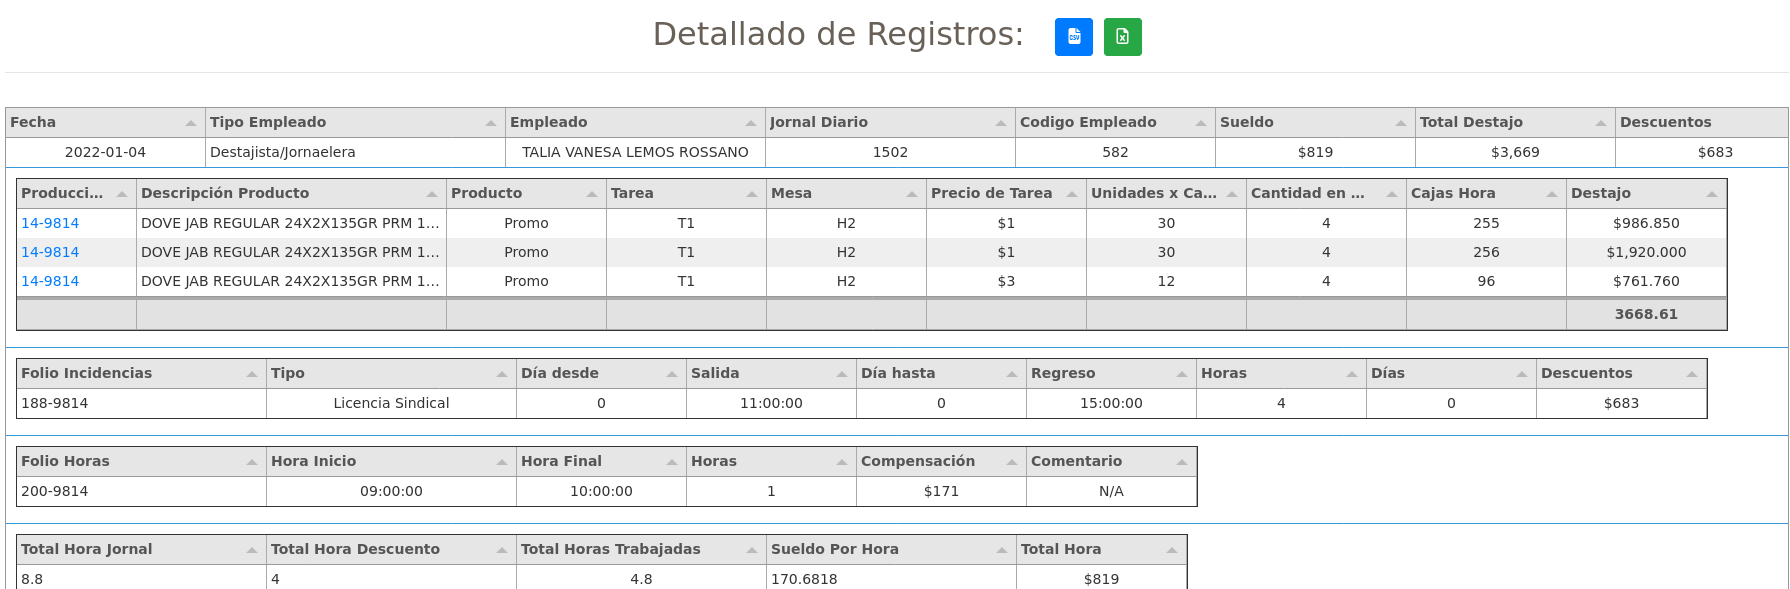 Detallado de Registros:
CSV
Fecha Tipo Empleado Empleado Jornal Diario Codigo Empleado Sueldo Total Destajo Descuentos
2022-01-04 Destajista/Jornaelera TALIA VANESA LEMOS ROSSANO 1502 582 $819 $3,669 $683
Producci... Descripción Producto Producto Tarea Mesa Precio de Tarea Unidades x Ca... Cantidad en ... Cajas Hora Destajo
14-9814 DOVE JAB REGULAR 24X2X135GR PRM 1... Promo T1 H2 $1 30 4 255 $986.850
14-9814 DOVE JAB REGULAR 24X2X135GR PRM 1... Promo T1 H2 $1 30 4 256 $1,920.000
14-9814 DOVE JAB REGULAR 24X2X135GR PRM 1... Promo T1 H2 $3 12 4 96 $761.760
3668.61
Folio Incidencias Tipo Día desde Salida Día hasta Regreso Horas Días Descuentos
188-9814 Licencia Sindical 0 11:00:00 0 15:00:00 4 0 $683
Folio Horas Hora Inicio Hora Final Horas Compensación Comentario
200-9814 09:00:00 10:00:00 1 $171 N/A
Total Hora Jornal Total Hora Descuento Total Horas Trabajadas Sueldo Por Hora Total Hora
8.8 4 4.8 170.6818 $819